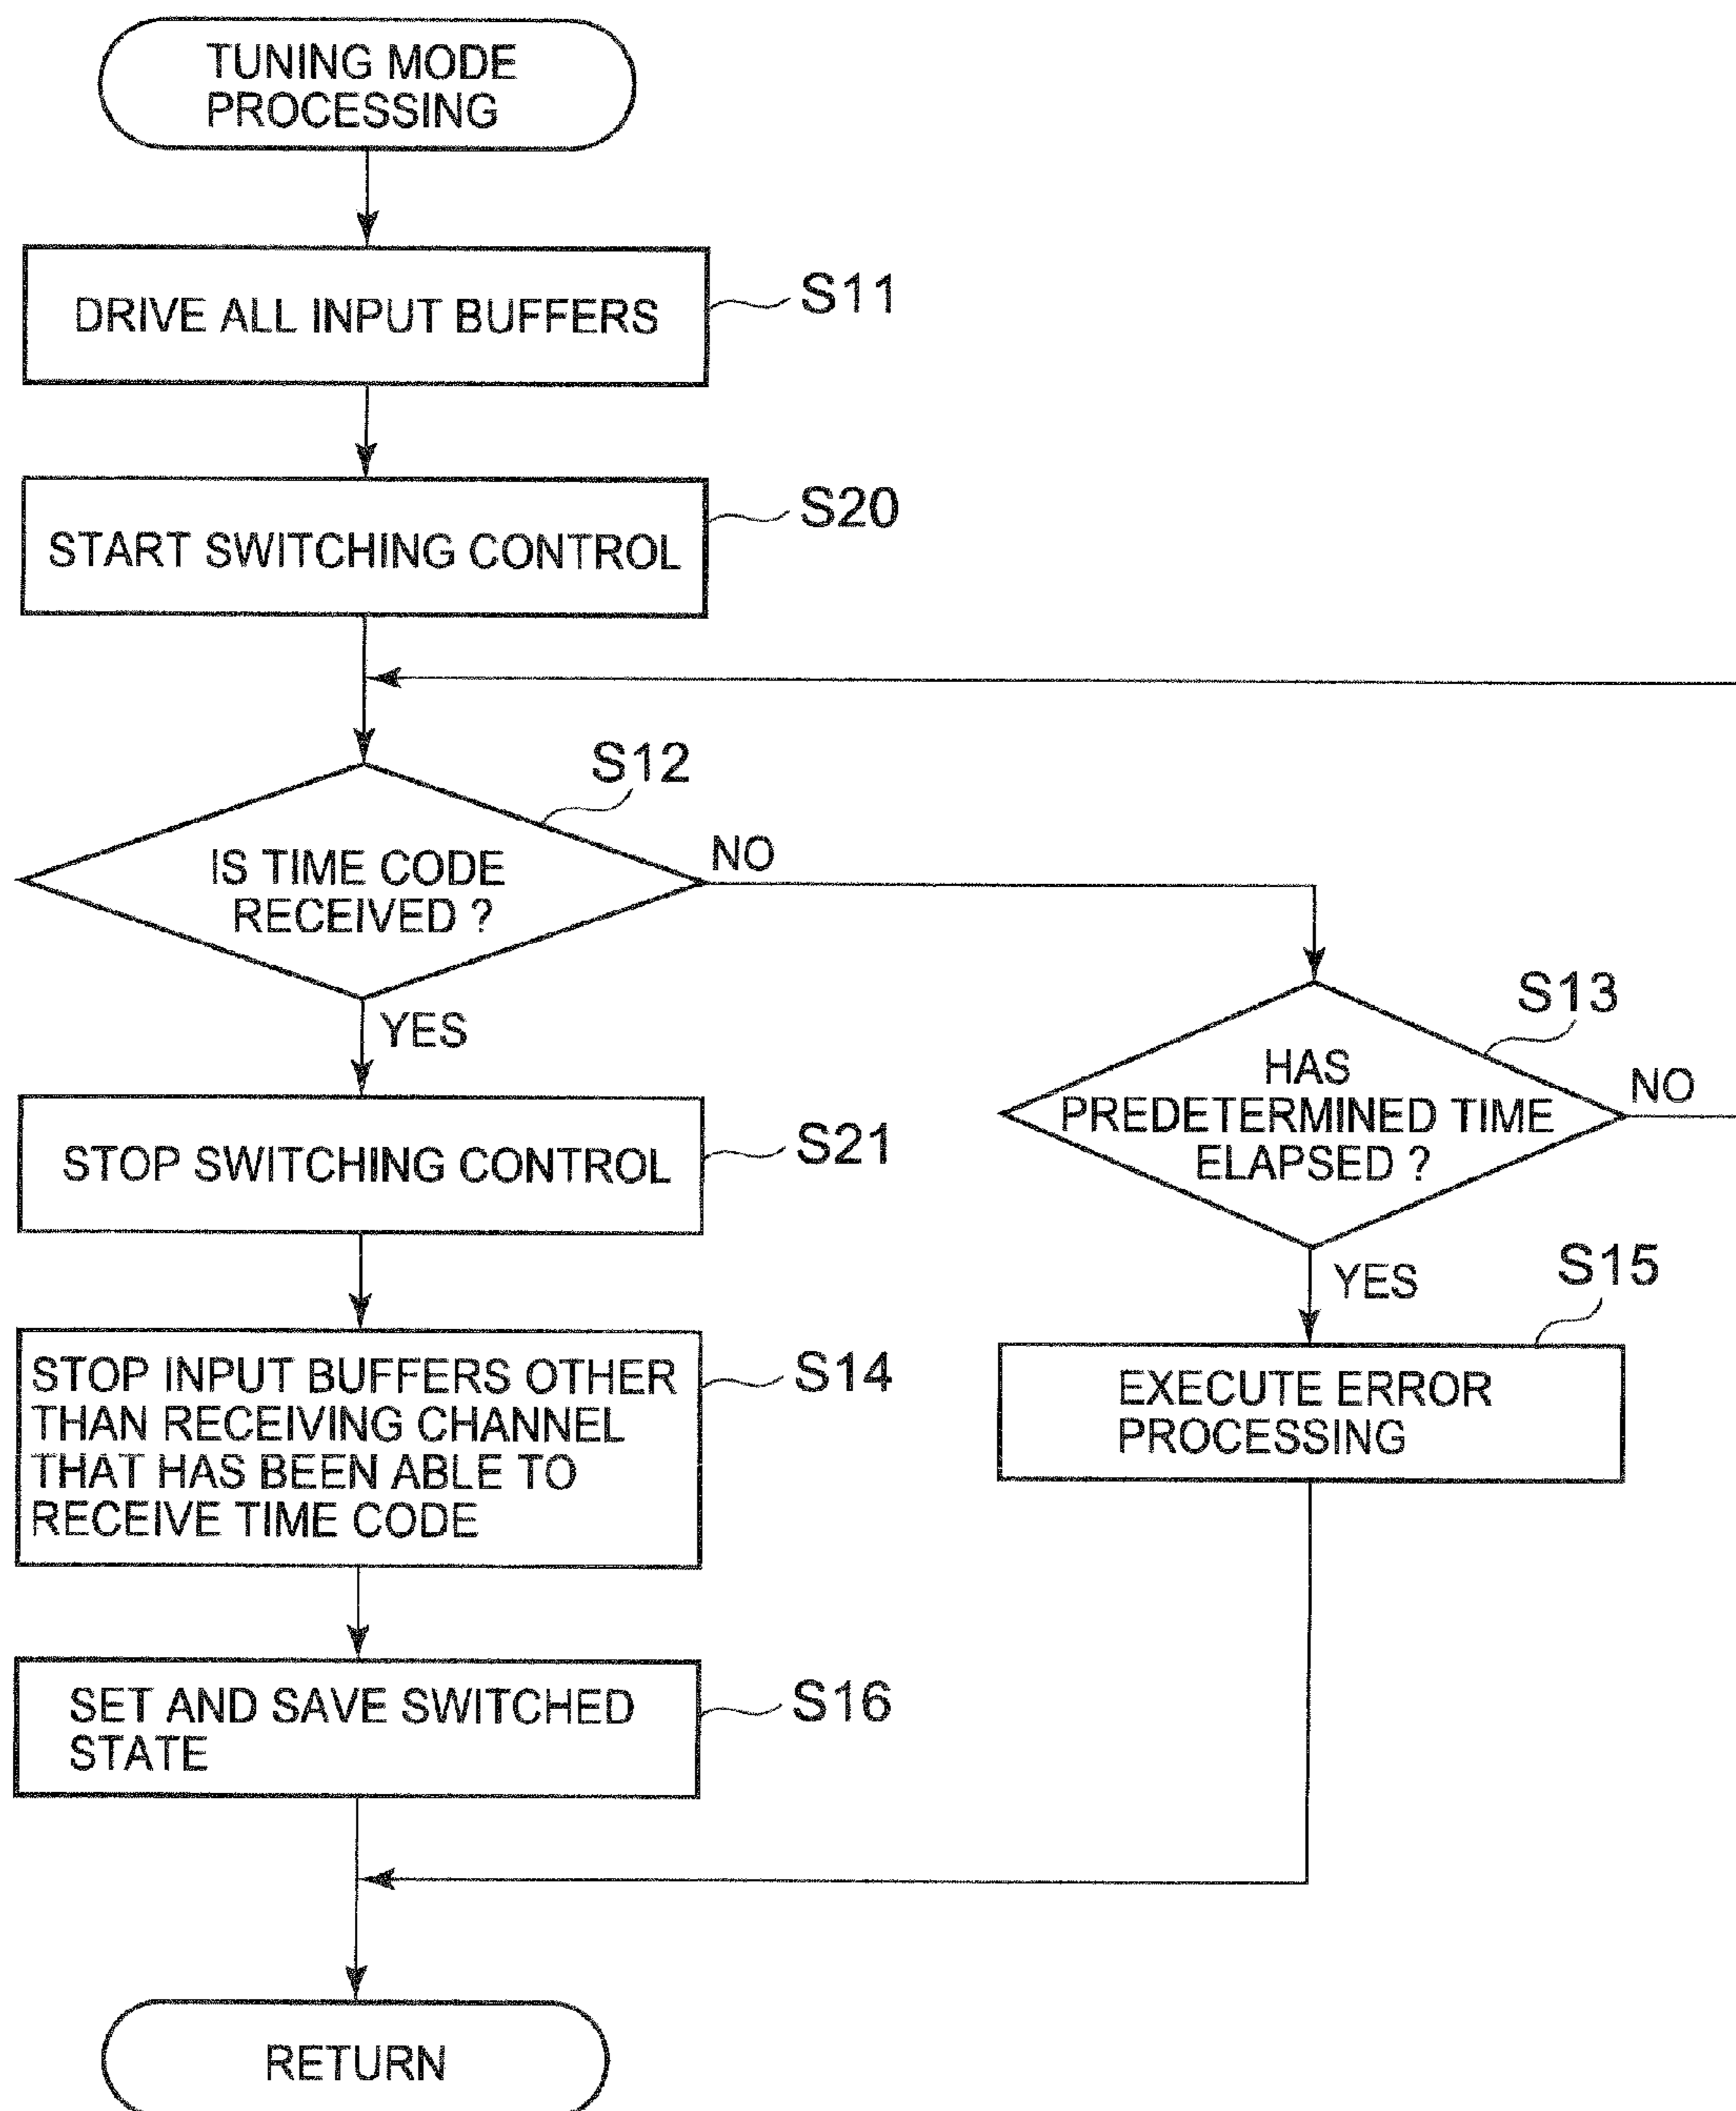 TUNING MODE
PROCESSING
DRIVE ALL INPUT BUFFERS
S11
START SWITCHING CONTROL
S20
S12
IS TIME CODE
RECEIVED ?
NO
YES
S13
HAS
PREDETERMINED TIME
ELAPSED ?
NO
YES
STOP SWITCHING CONTROL
S21
S15
EXECUTE ERROR
PROCESSING
STOP INPUT BUFFERS OTHER
THAN RECEIVING CHANNEL
THAT HAS BEEN ABLE TO
RECEIVE TIME CODE
S14
SET AND SAVE SWITCHED
STATE
S16
RETURN